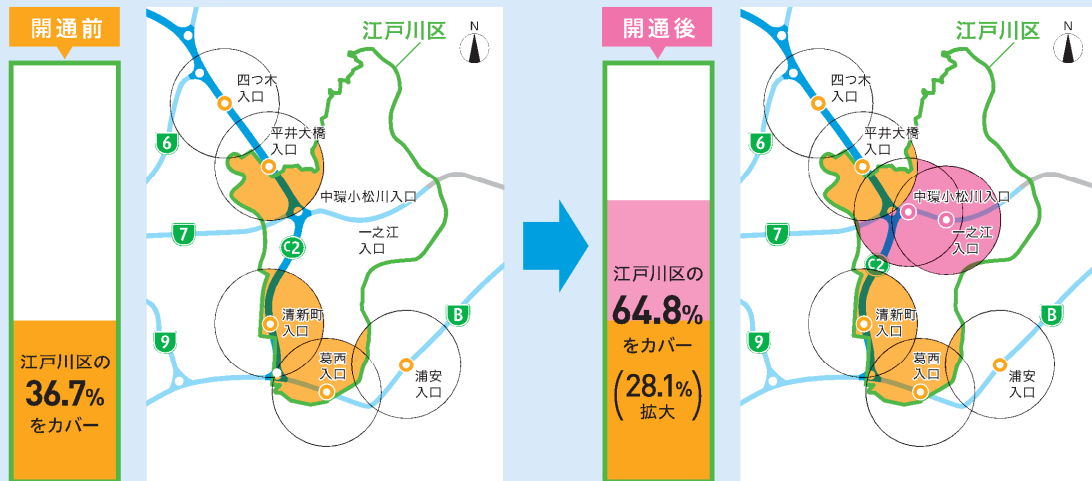 開通前
江戸川区の
36.7%
をカバー
江戸川区
N
四つ木
入口
平井大橋
入口
6
中環小松川入口
7
一之江
入口
C2
清新町
入口
9
葛西
入口
浦安
入口
B
開通後
江戸川区の
64.8%
をカバー
(28.1%
拡大)
江戸川区
N
四つ木
入口
平井大橋
入口
6
中環小松川入口
7
一之江
入口
C2
清新町
入口
9
葛西
入口
浦安
入口
B